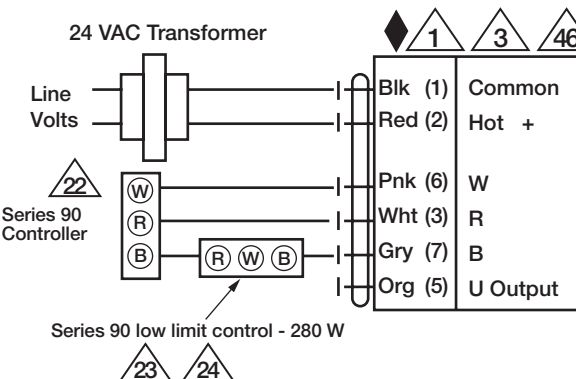 24 VAC Transformer
1 3 46
Line
Volts
Blk (1) Common
Red (2) Hot +
22
Series 90
Controller
W
R
B
R W B
Pnk (6) W
Wht (3) R
Gry (7) B
Org (5) U Output
Series 90 low limit control - 280 W
23 24